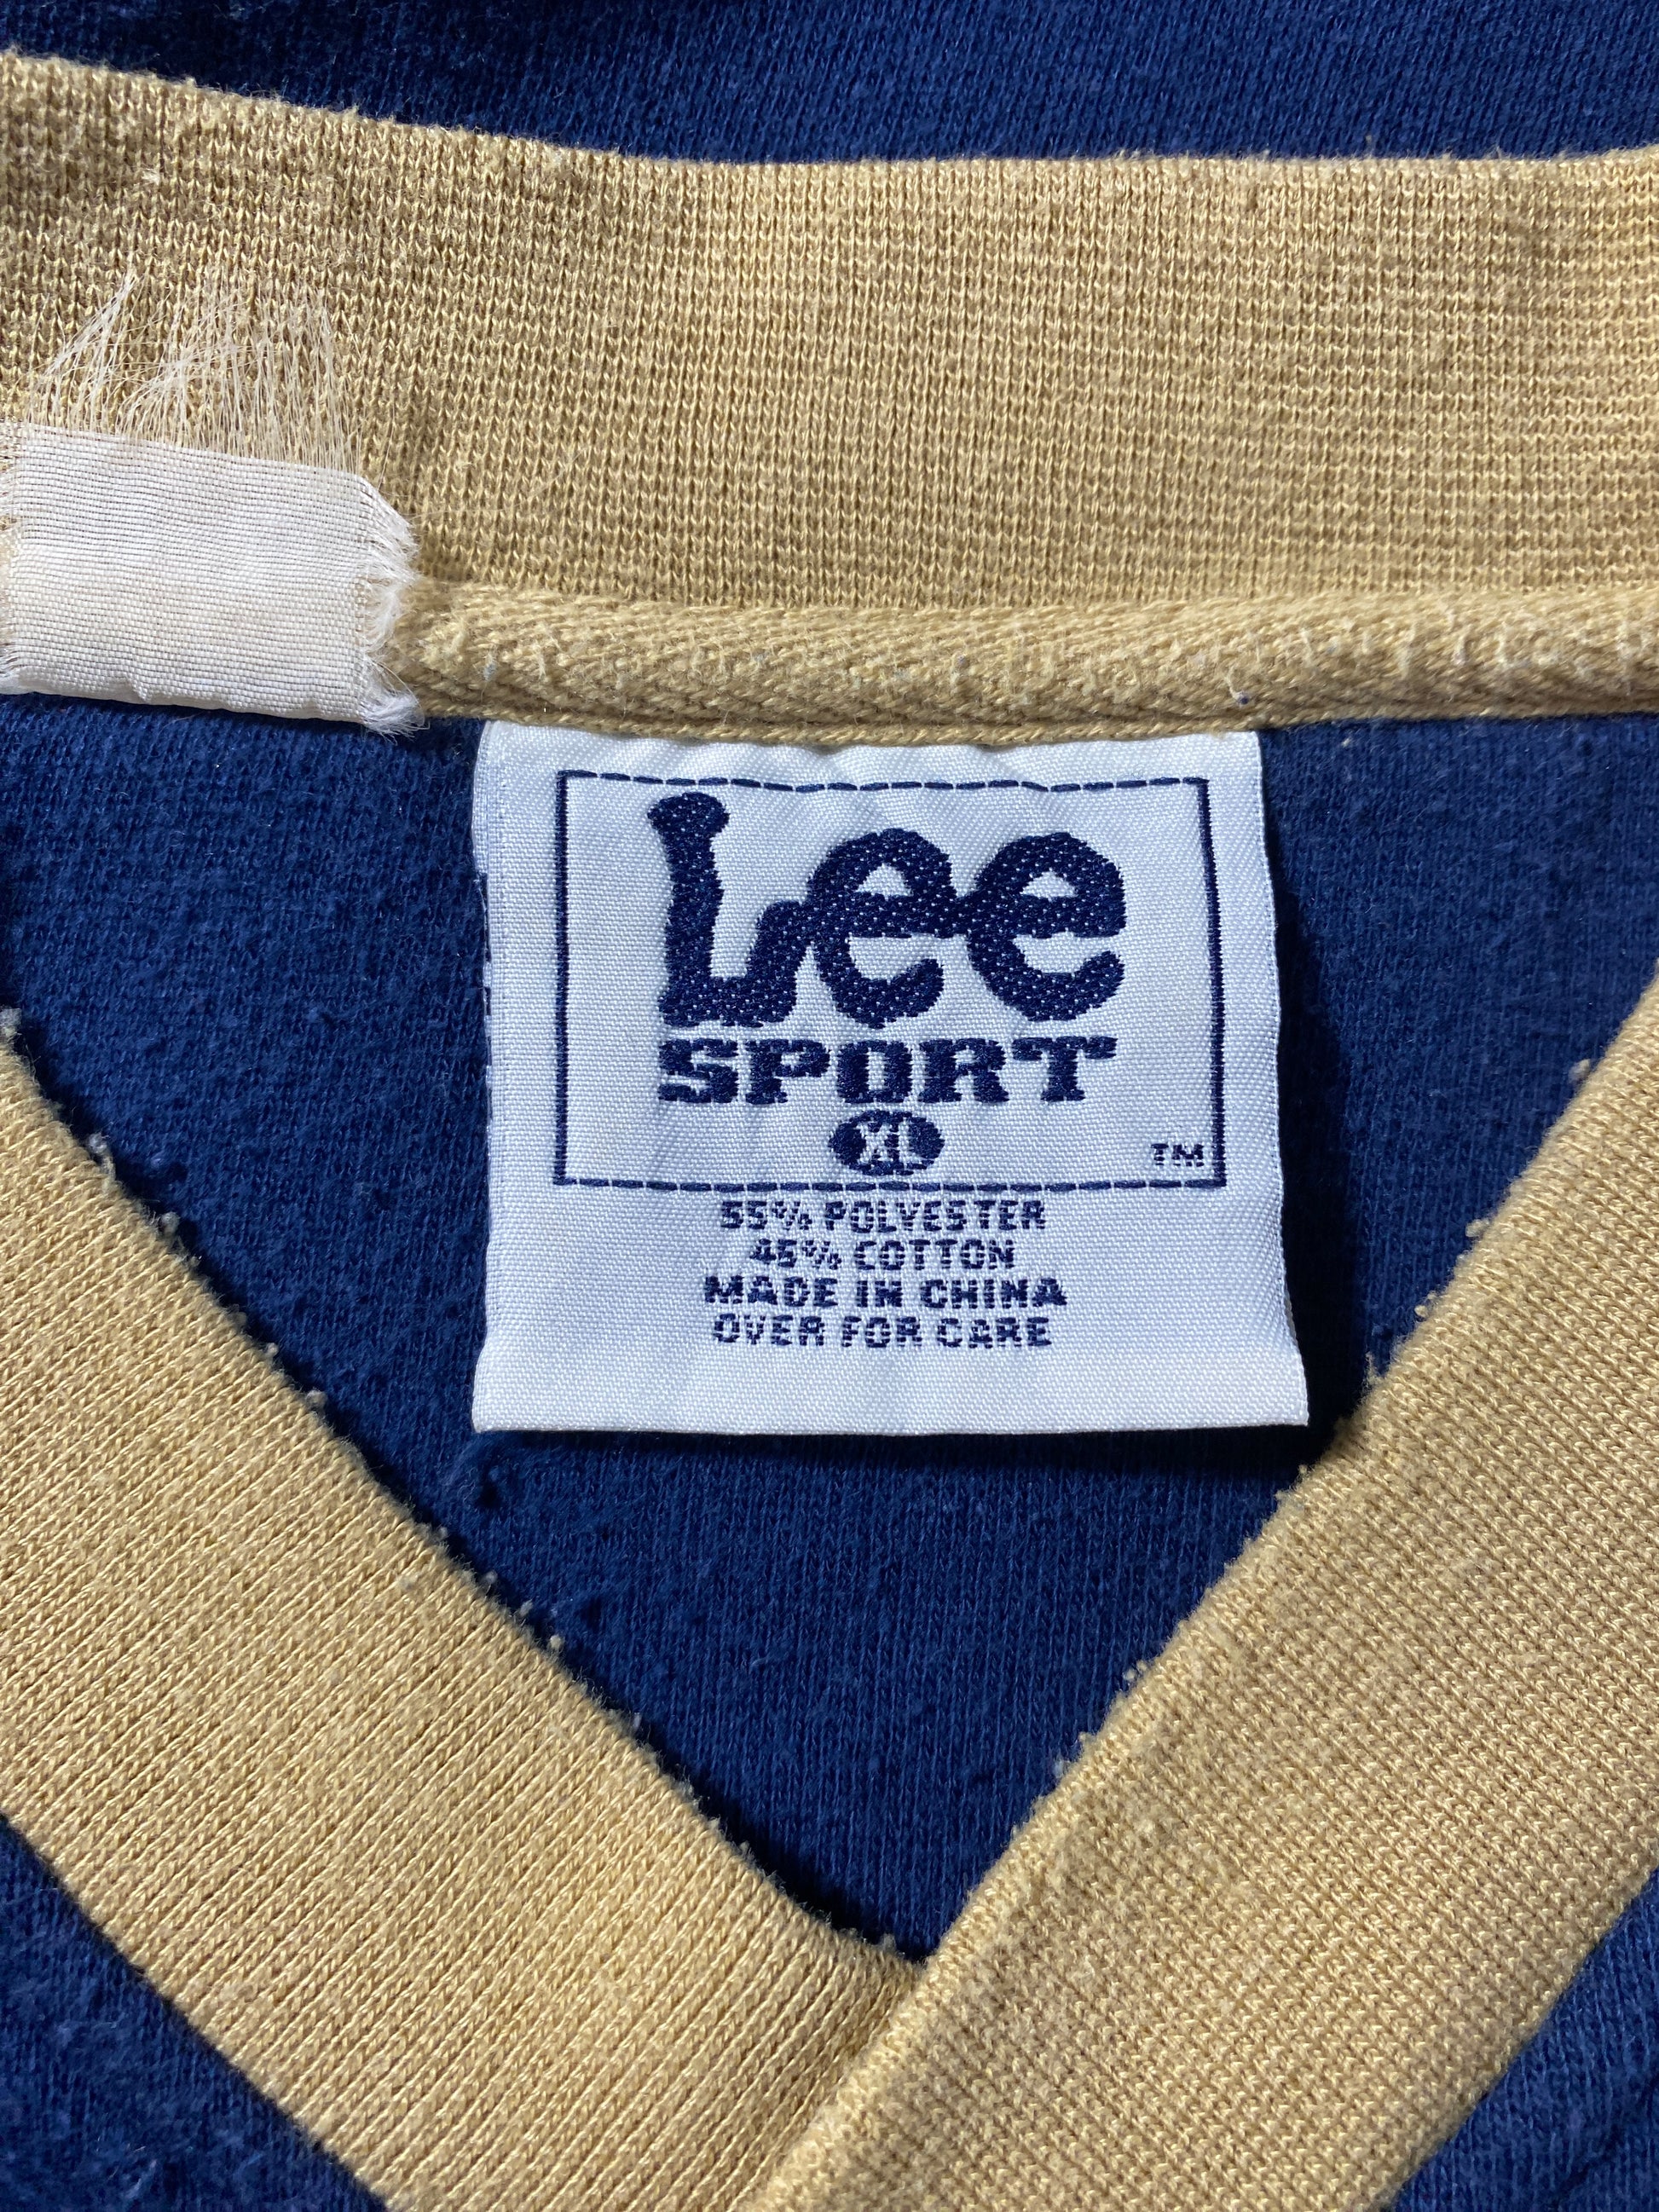 Lee
SPORT
XL
TM
55% POLYESTER
45% COTTON
MADE IN CHINA
OVER FOR CARE